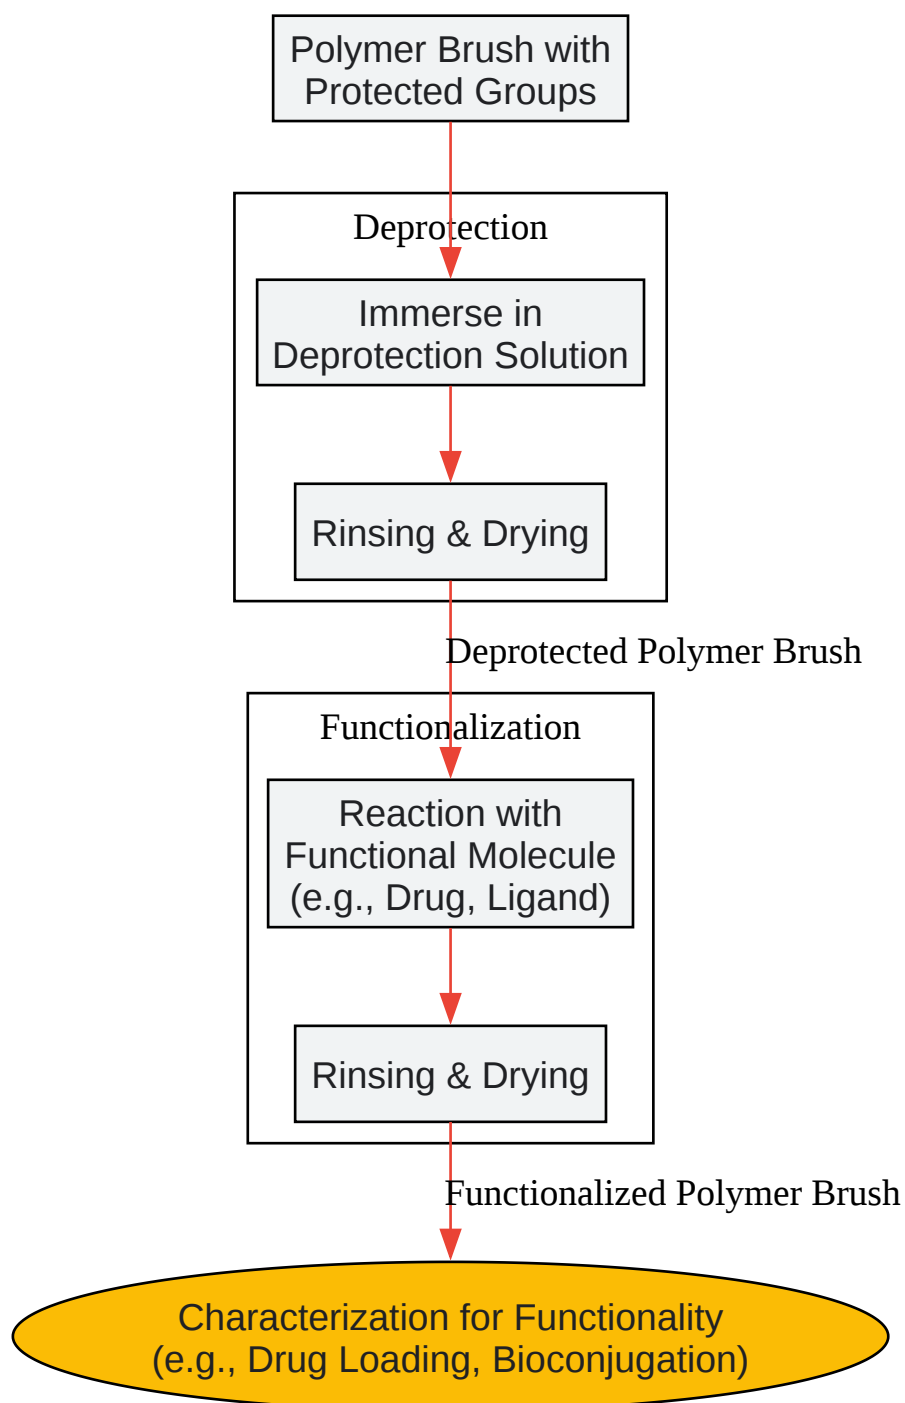 Polymer Brush with
Protected Groups
Deprotection
Immerse in
Deprotection Solution
Rinsing & Drying
Deprotected Polymer Brush
Functionalization
Reaction with
Functional Molecule
(e.g., Drug, Ligand)
Rinsing & Drying
Functionalized Polymer Brush
Characterization for Functionality
(e.g., Drug Loading, Bioconjugation)